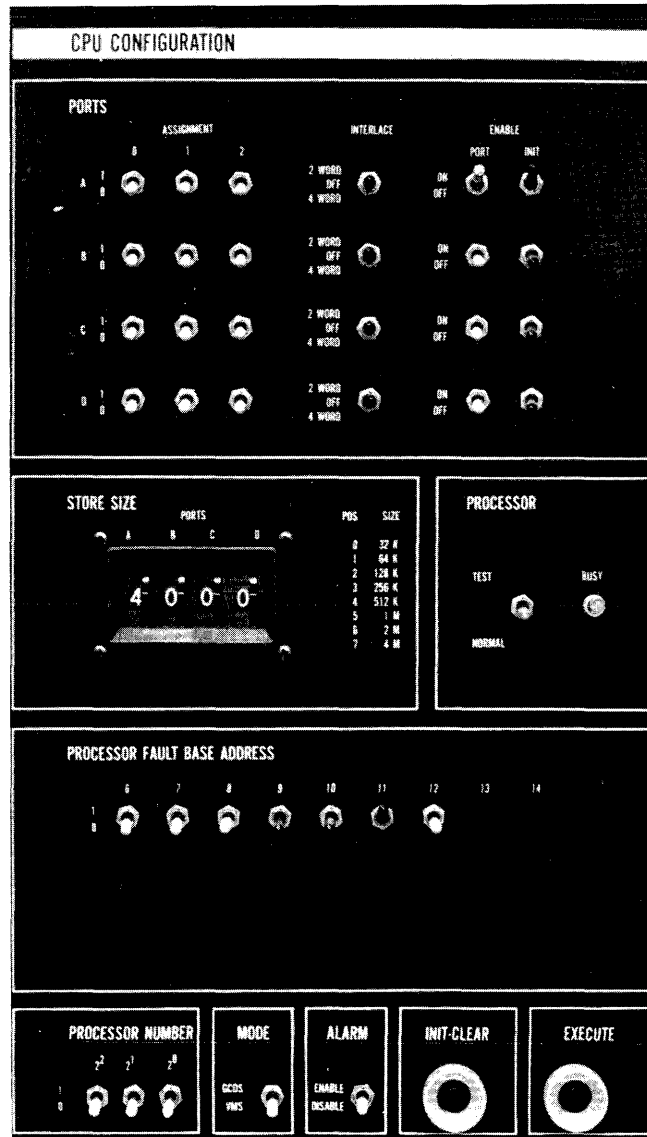 CPU CONFIGURATION
PORTS
ASSIGNMENT INTERLACE ENABLE
0 1 2 PORT INIT
A 1 0 2 WORD OFF 4 WORD ON OFF
B 1 0 2 WORD OFF 4 WORD ON OFF
C 1 0 2 WORD OFF 4 WORD ON OFF
D 1 0 2 WORD OFF 4 WORD ON OFF
STORE SIZE
PORTS
A B C D
4 0 0 0
POS SIZE
0 32 K
1 64 K
2 128 K
3 256 K
4 512 K
5 1 M
6 2 M
7 4 M
PROCESSOR
TEST BUSY
NORMAL
PROCESSOR FAULT BASE ADDRESS
6 7 8 9 10 11 12 13 14
1
0
PROCESSOR NUMBER
2² 2¹ 2⁰
1
0
MODE
GCOS
VMS
ALARM
ENABLE
DISABLE
INIT-CLEAR
EXECUTE